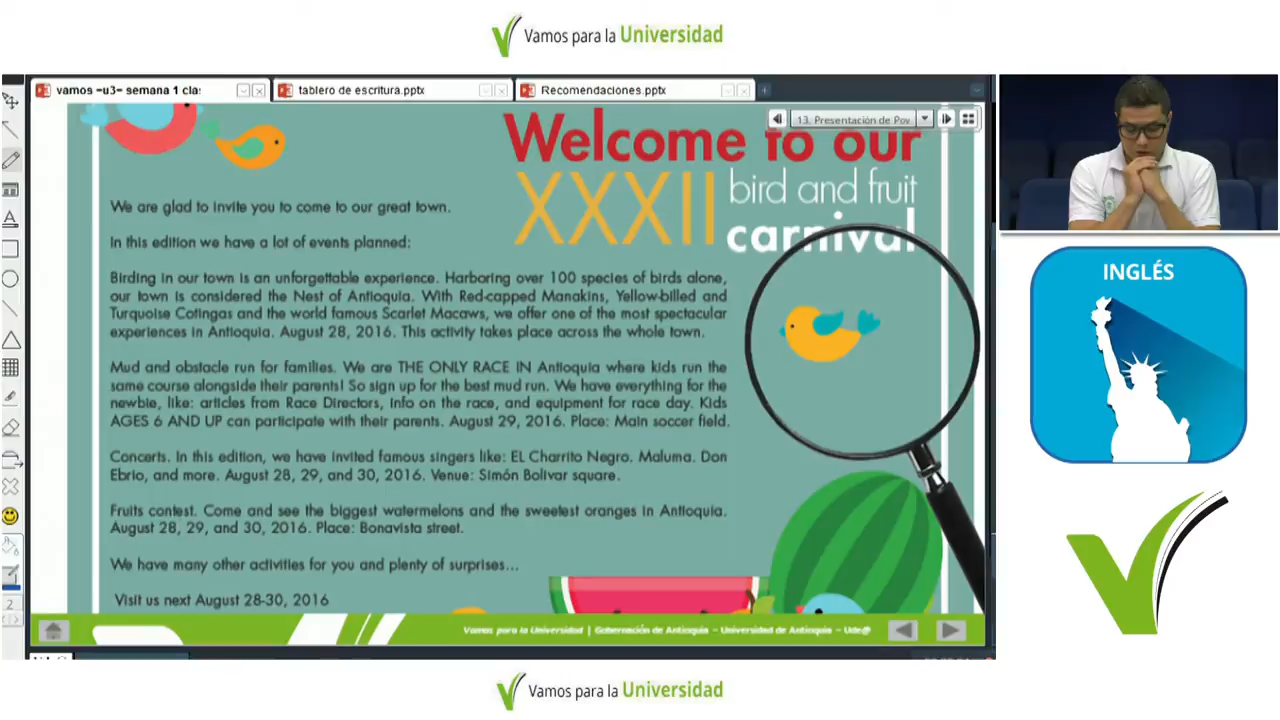 Vamos para la Universidad
vamos =u3= semana 1 clas
tablero de escritura.pptx
Recomendaciones.pptx
13. Presentación de Pov
Welcome to our
XXXII bird and fruit
carnival
We are glad to invite you to come to our great town.
In this edition we have a lot of events planned:
Birding in our town is an unforgettable experience. Harboring over 100 species of birds alone,
our town is considered the Nest of Antioquia. With Red-capped Manakins, Yellow-billed and
Turquoise Cotingas and the world famous Scarlet Macaws, we offer one of the most spectacular
experiences in Antioquia. August 28, 2016. This activity takes place across the whole town.
Mud and obstacle run for families. We are THE ONLY RACE IN Antioquia where kids run the
same course alongside their parents! So sign up for the best mud run. We have everything for the
newbie, like: articles from Race Directors, info on the race, and equipment for race day. Kids
AGES 6 AND UP can participate with their parents. August 29, 2016. Place: Main soccer field.
Concerts. In this edition, we have invited famous singers like: EL Charrito Negro. Maluma. Don
Ebrio, and more. August 28, 29, and 30, 2016. Venue: Simón Bolivar square.
Fruits contest. Come and see the biggest watermelons and the sweetest oranges in Antioquia.
August 28, 29, and 30, 2016. Place: Bonavista street.
We have many other activities for you and plenty of surprises...
Visit us next August 28-30, 2016
Vamos para la Universidad | Gobernación de Antioquia – Universidad de Antioquia – Ude@
2
INGLÉS
Vamos para la Universidad